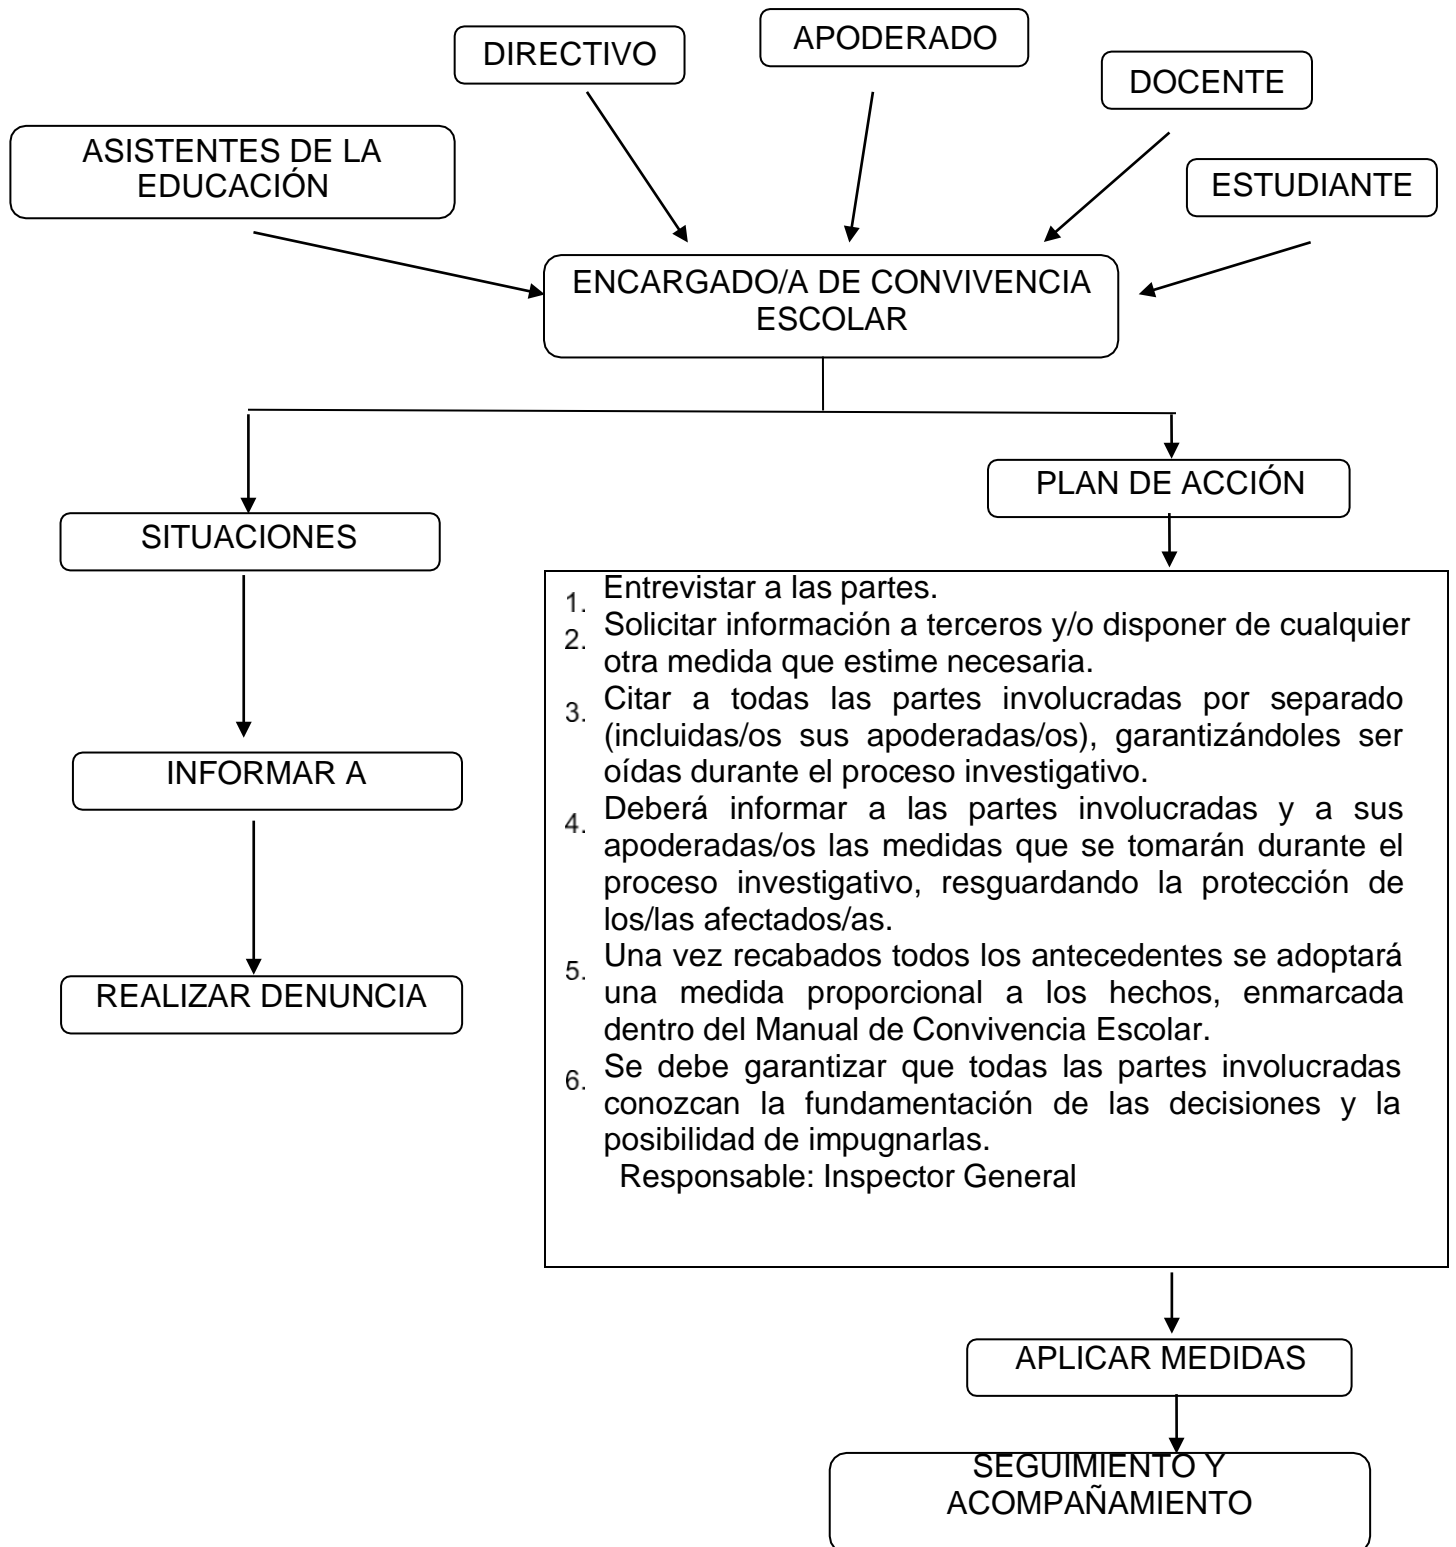 DIRECTIVO
APODERADO
DOCENTE
ASISTENTES DE LA
EDUCACIÓN
ESTUDIANTE
ENCARGADO/A DE CONVIVENCIA
ESCOLAR
PLAN DE ACCIÓN
SITUACIONES
INFORMAR A
REALIZAR DENUNCIA
1. Entrevistar a las partes.
2. Solicitar información a terceros y/o disponer de cualquier
otra medida que estime necesaria.
3. Citar a todas las partes involucradas por separado
(incluidas/os sus apoderadas/os), garantizándoles ser
oídas durante el proceso investigativo.
4. Deberá informar a las partes involucradas y a sus
apoderadas/os las medidas que se tomarán durante el
proceso investigativo, resguardando la protección de
los/las afectados/as.
5. Una vez recabados todos los antecedentes se adoptará
una medida proporcional a los hechos, enmarcada
dentro del Manual de Convivencia Escolar.
6. Se debe garantizar que todas las partes involucradas
conozcan la fundamentación de las decisiones y la
posibilidad de impugnarlas.
Responsable: Inspector General
APLICAR MEDIDAS
SEGUIMIENTO Y
ACOMPAÑAMIENTO